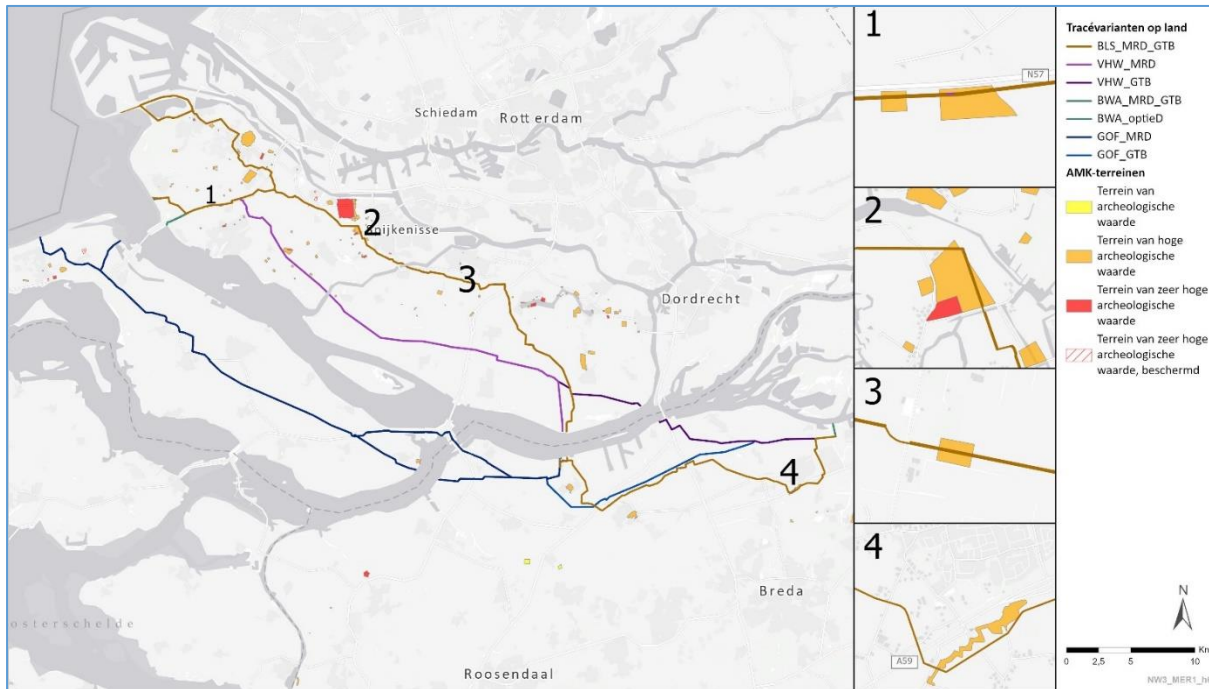 Schiedam
Rotterdam
1
2
Spijkenisse
3
Dordrecht
4
Breda
Oosterschelde
Roosendaal
1
N57
2
3
4
A59
Tracévarianten op land
BLS_MRD_GTB
VHW_MRD
VHW_GTB
BWA_MRD_GTB
BWA_optieD
GOF_MRD
GOF_GTB
AMK-terreinen
Terrein van
archeologische
waarde
Terrein van hoge
archeologische
waarde
Terrein van zeer hoge
archeologische
waarde
Terrein van zeer hoge
archeologische
waarde, beschermd
N
Km
0 2,5 5 10